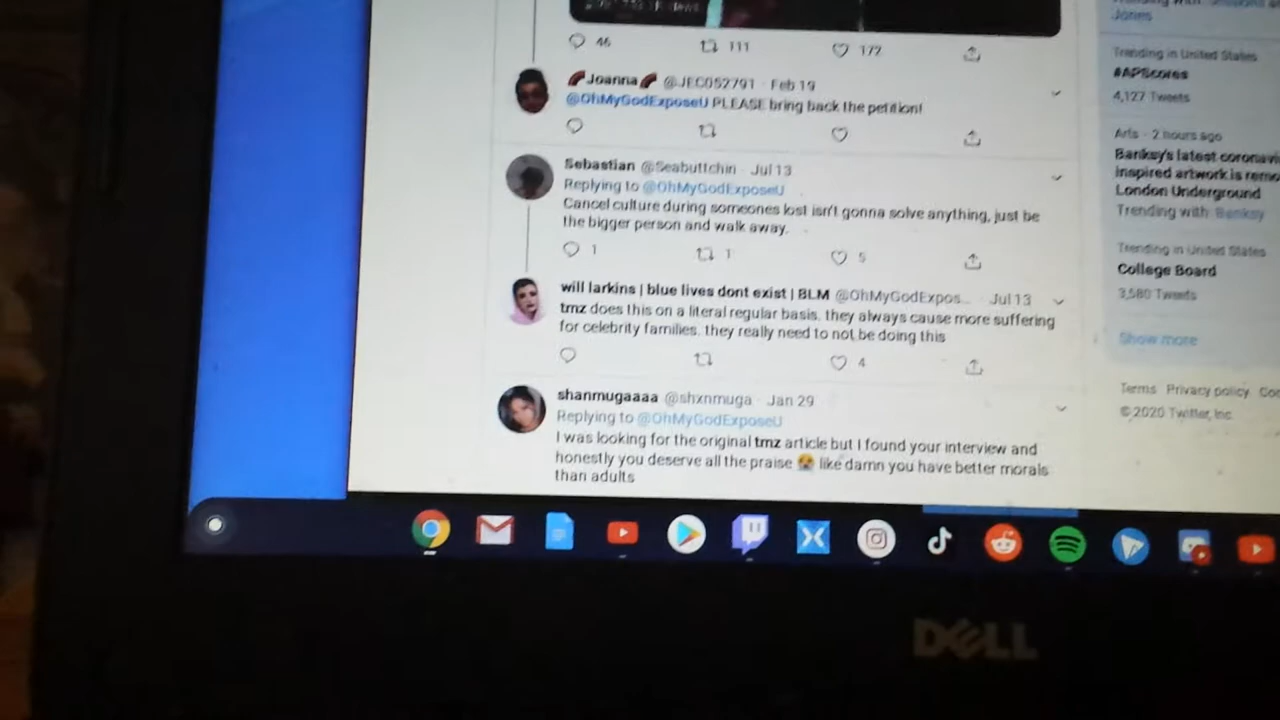 46 111 172
Joanna @JEC052791 · Feb 19
@OhMyGodExposeU PLEASE bring back the petition!
Sebastian @Seabuttchin · Jul 13
Replying to @OhMyGodExposeU
Cancel culture during someones lost isn't gonna solve anything, just be
the bigger person and walk away.
1 1 5
will larkins | blue lives dont exist | BLM @OhMyGodExpos... · Jul 13
tmz does this on a literal regular basis. they always cause more suffering
for celebrity families. they really need to not be doing this
4
shanmugaaaa @shxnmuga · Jan 29
Replying to @OhMyGodExposeU
I was looking for the original tmz article but I found your interview and
honestly you deserve all the praise 😭 like damn you have better morals
than adults
Jones
Trending in United States
#APScores
4,127 Tweets
Arts · 2 hours ago
Banksy's latest coronavi
inspired artwork is remo
London Underground
Trending with Banksy
Trending in United States
College Board
3,580 Tweets
Show more
Terms Privacy policy Coo
© 2020 Twitter, Inc.
DELL